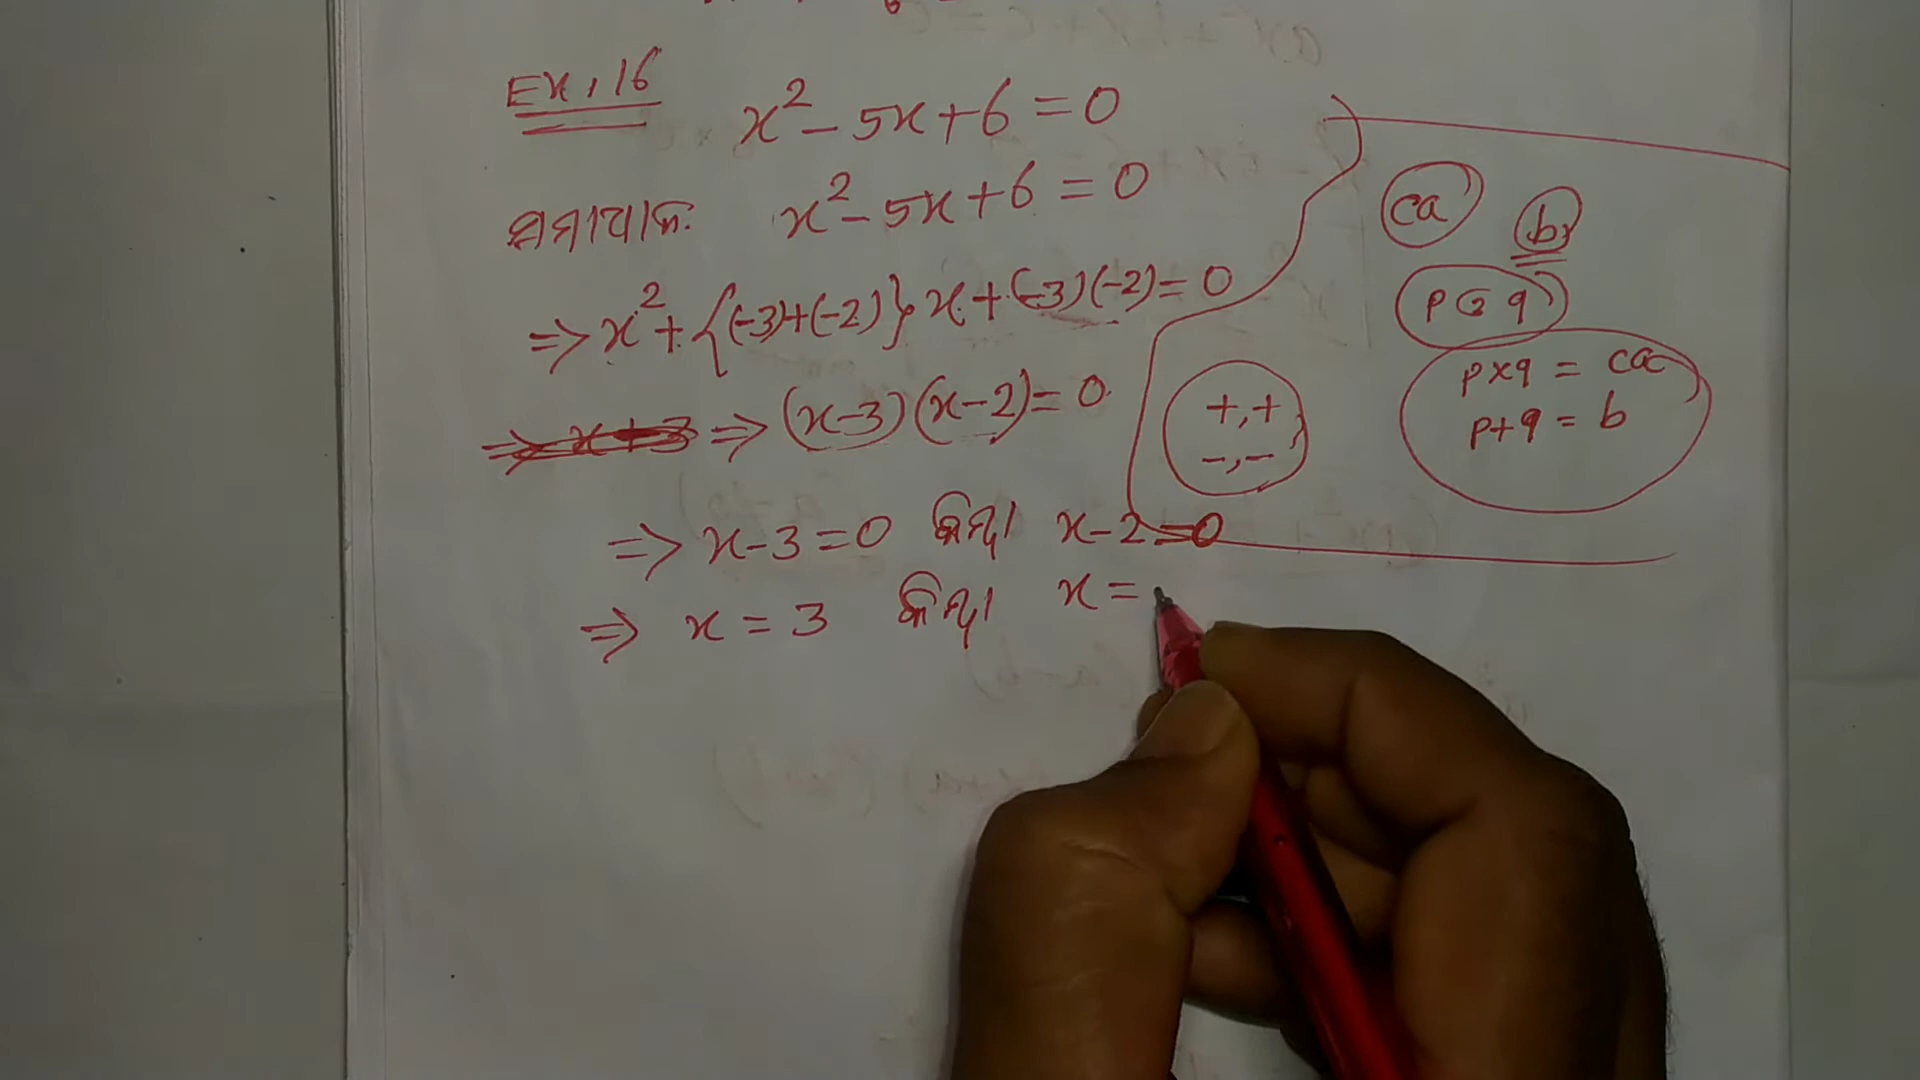 Ex, 16
x² - 5x + 6 = 0
ସମାଧାନ: x² - 5x + 6 = 0
⇒ x² + {(-3)+(-2)} x + (-3)(-2) = 0
⇒ (x-3)(x-2) = 0
⇒ x-3=0 କିମ୍ବା x-2=0
⇒ x = 3 କିମ୍ବା x =
ca
b
p ଓ q
p×q = ca
p+q = b
+,+
-,-